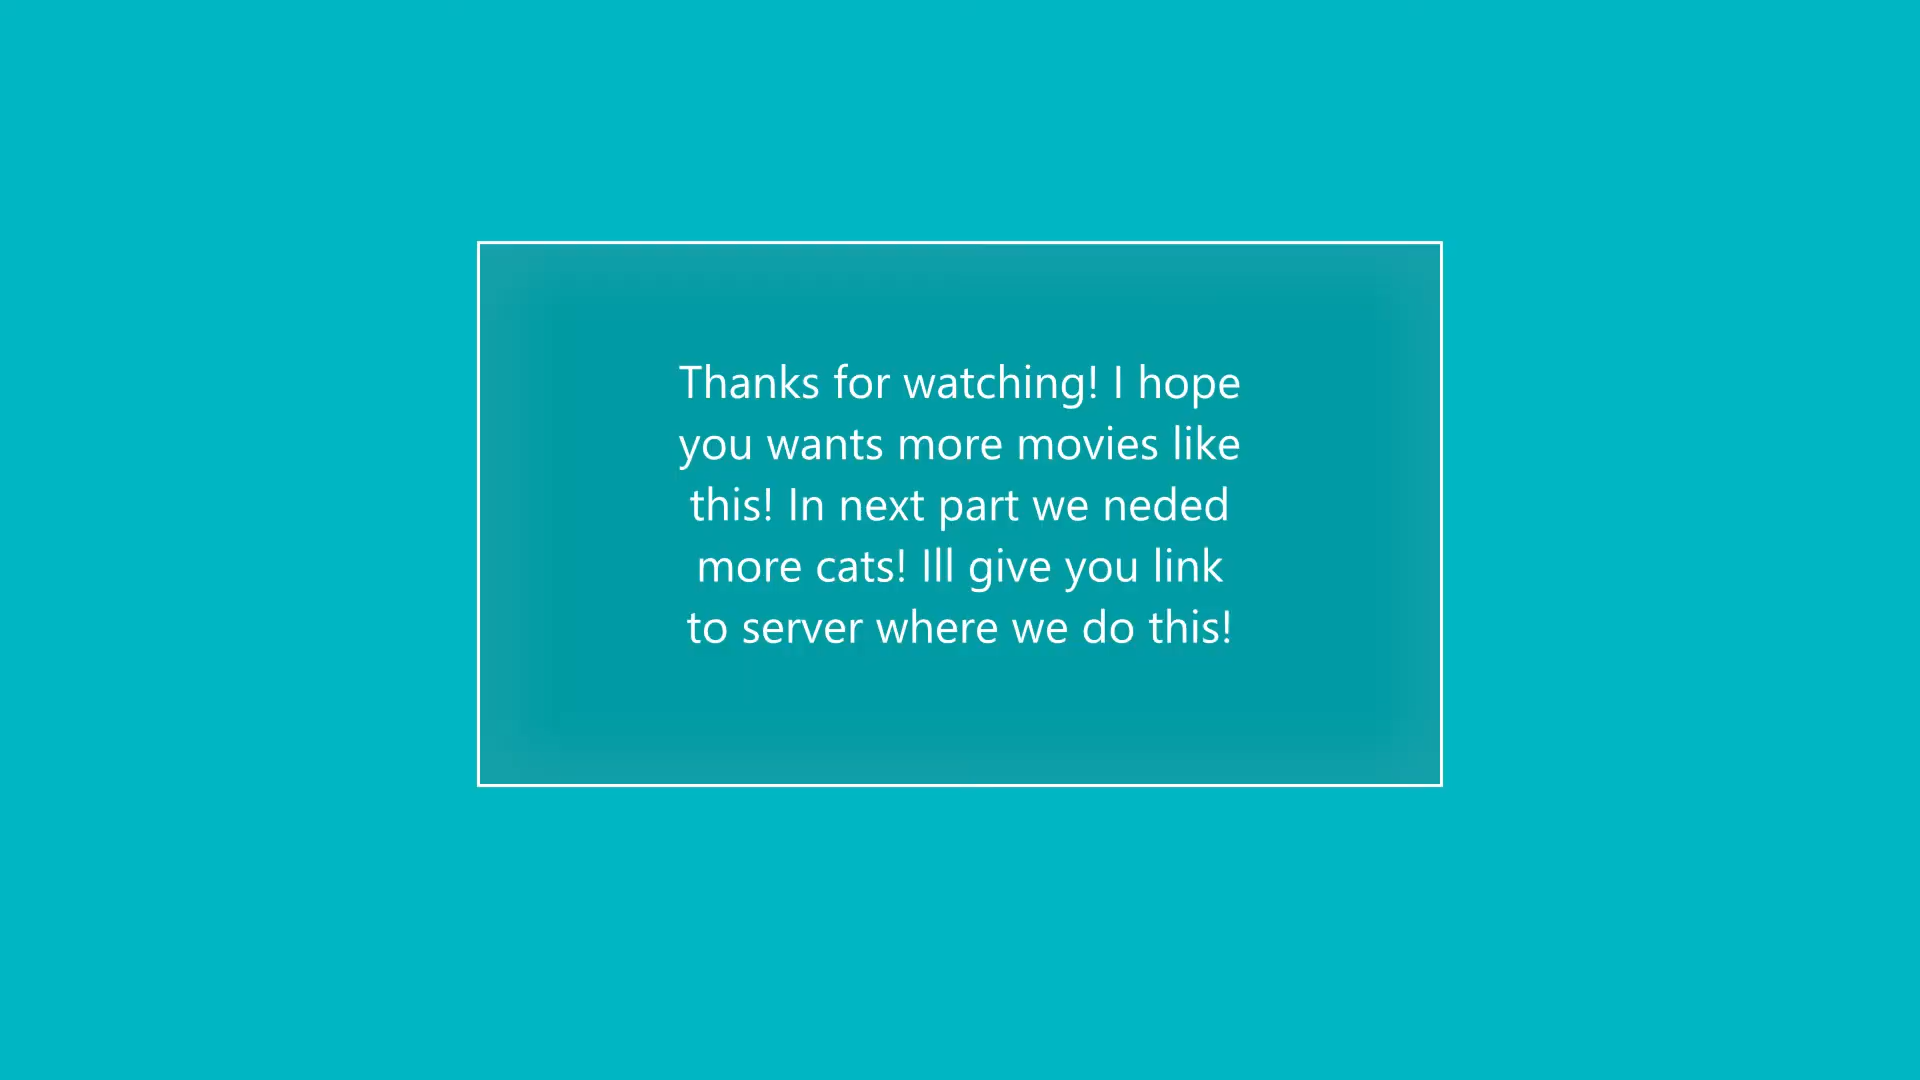 Thanks for watching! I hope
you wants more movies like
this! In next part we neded
more cats! Ill give you link
to server where we do this!